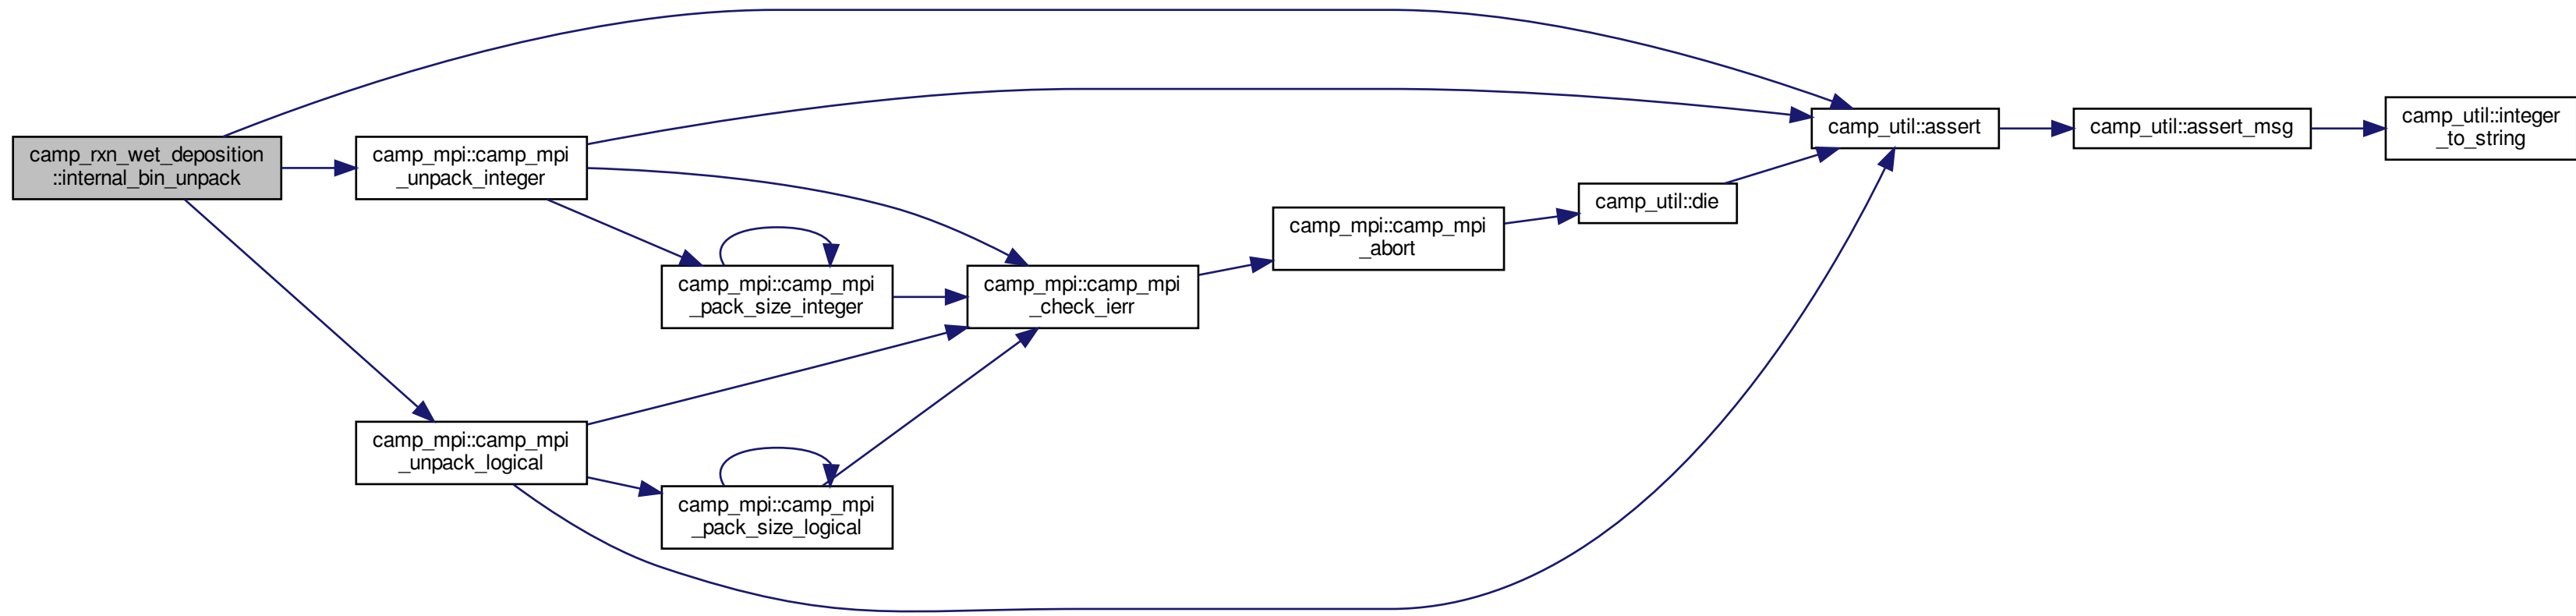 camp_rxn_wet_deposition
::internal_bin_unpack
camp_mpi::camp_mpi
_unpack_integer
camp_mpi::camp_mpi
_unpack_logical
camp_mpi::camp_mpi
_pack_size_integer
camp_mpi::camp_mpi
_pack_size_logical
camp_mpi::camp_mpi
_check_ierr
camp_mpi::camp_mpi
_abort
camp_util::die
camp_util::assert
camp_util::assert_msg
camp_util::integer
_to_string